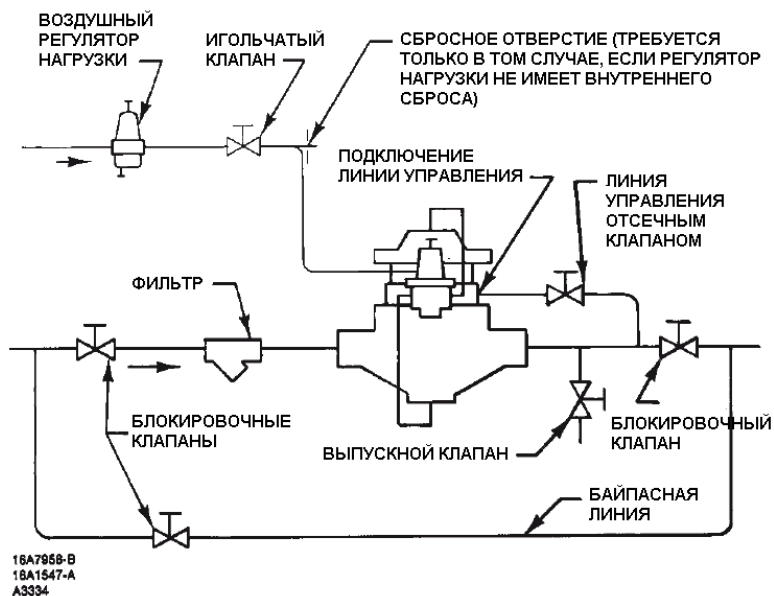 ВОЗДУШНЫЙ
РЕГУЛЯТОР
НАГРУЗКИ
ИГОЛЬЧАТЫЙ
КЛАПАН
СБРОСНОЕ ОТВЕРСТИЕ (ТРЕБУЕТСЯ
ТОЛЬКО В ТОМ СЛУЧАЕ, ЕСЛИ РЕГУЛЯТОР
НАГРУЗКИ НЕ ИМЕЕТ ВНУТРЕННЕГО
СБРОСА)
ПОДКЛЮЧЕНИЕ
ЛИНИИ УПРАВЛЕНИЯ
ЛИНИЯ
УПРАВЛЕНИЯ
ОТСЕЧНЫМ
КЛАПАНОМ
ФИЛЬТР
БЛОКИРОВОЧНЫЕ
КЛАПАНЫ
ВЫПУСКНОЙ КЛАПАН
БЛОКИРОВОЧНЫЙ
КЛАПАН
БАЙПАСНАЯ
ЛИНИЯ
16A7958-B
16A1547-A
A3334